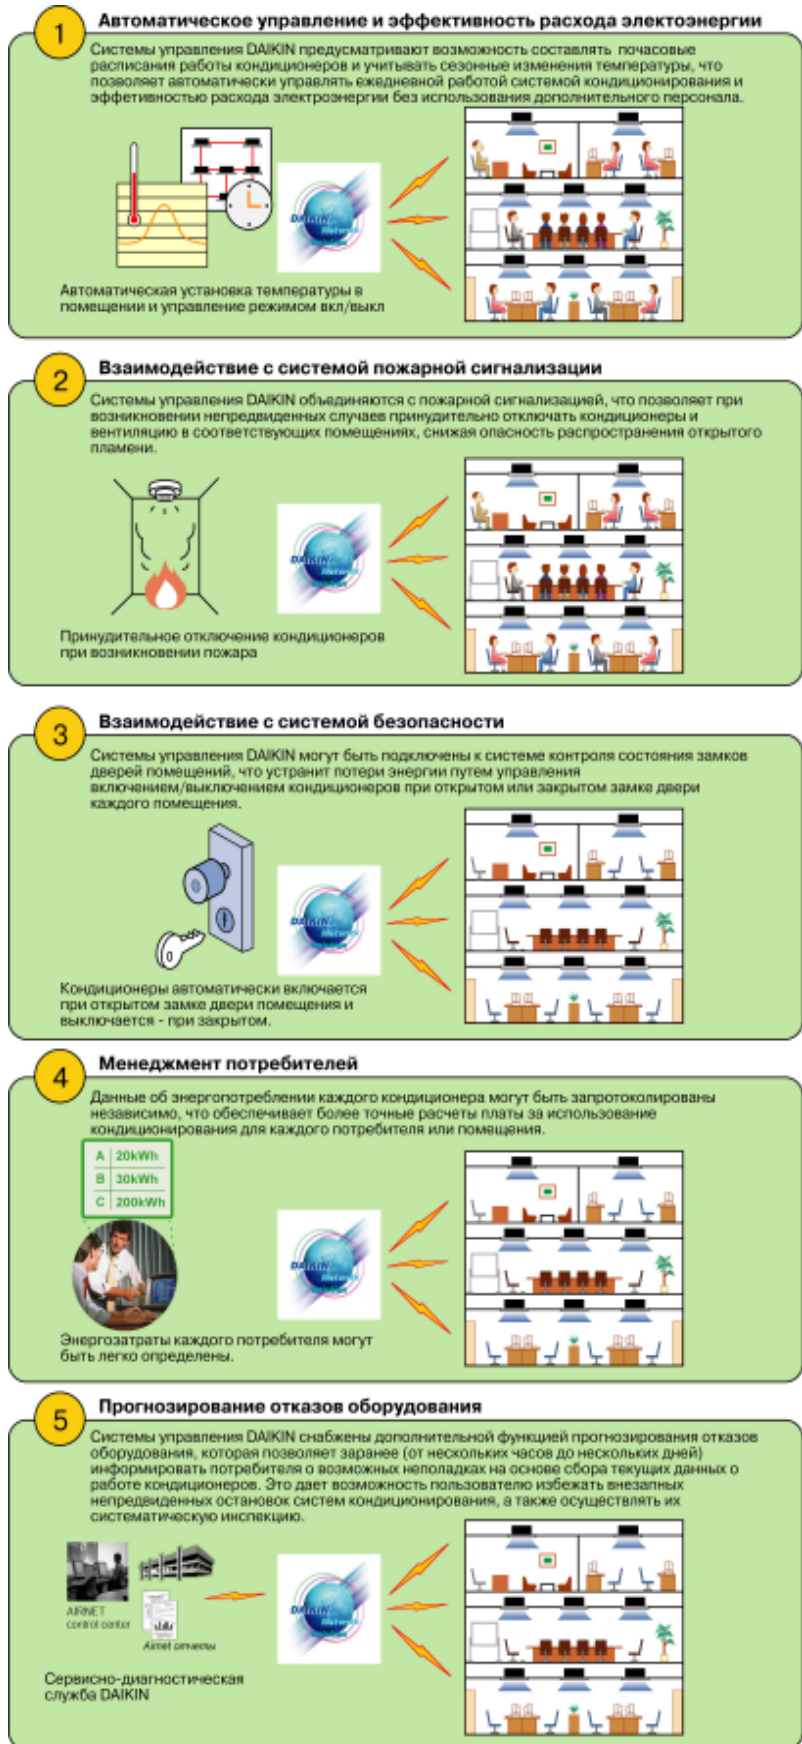 1
Автоматическое управление и эффективность расхода электоэнергии
Системы управления DAIKIN предусматривают возможность составлять почасовые
расписания работы кондиционеров и учитывать сезонные изменения температуры, что
позволяет автоматически управлять ежедневной работой системой кондиционирования и
эффетивностью расхода электроэнергии без использования дополнительного персонала.
DAIKIN
Автоматическая установка температуры в
помещении и управление режимом вкл/выкл
2
Взаимодействие с системой пожарной сигнализации
Системы управления DAIKIN объединяются с пожарной сигнализацией, что позволяет при
возникновении непредвиденных случаев принудительно отключать кондиционеры и
вентиляцию в соответствующих помещениях, снижая опасность распространения открытого
пламени.
DAIKIN
Принудительное отключение кондиционеров
при возникновении пожара
3
Взаимодействие с системой безопасности
Системы управления DAIKIN могут быть подключены к системе контроля состояния замков
дверей помещений, что устранит потери энергии путем управления
включением/выключением кондиционеров при открытом или закрытом замке двери
каждого помещения.
DAIKIN
Кондиционеры автоматически включается
при открытом замке двери помещения и
выключается - при закрытом.
4
Менеджмент потребителей
Данные об энергопотреблении каждого кондиционера могут быть запротоколированы
независимо, что обеспечивает более точные расчеты платы за использование
кондиционирования для каждого потребителя или помещения.
A 20kWh
B 30kWh
C 200kWh
DAIKIN
Энергозатраты каждого потребителя могут
быть легко определены.
5
Прогнозирование отказов оборудования
Системы управления DAIKIN снабжены дополнительной функцией прогнозирования отказов
оборудования, которая позволяет заранее (от нескольких часов до нескольких дней)
информировать потребителя о возможных неполадках на основе сбора текущих данных о
работе кондиционеров. Это дает возможность пользователю избежать внезапных
непредвиденных остановок систем кондиционирования, а также осуществлять их
систематическую инспекцию.
DAIKIN
AIRNET
control center
Airnet отчеты
Сервисно-диагностическая
служба DAIKIN